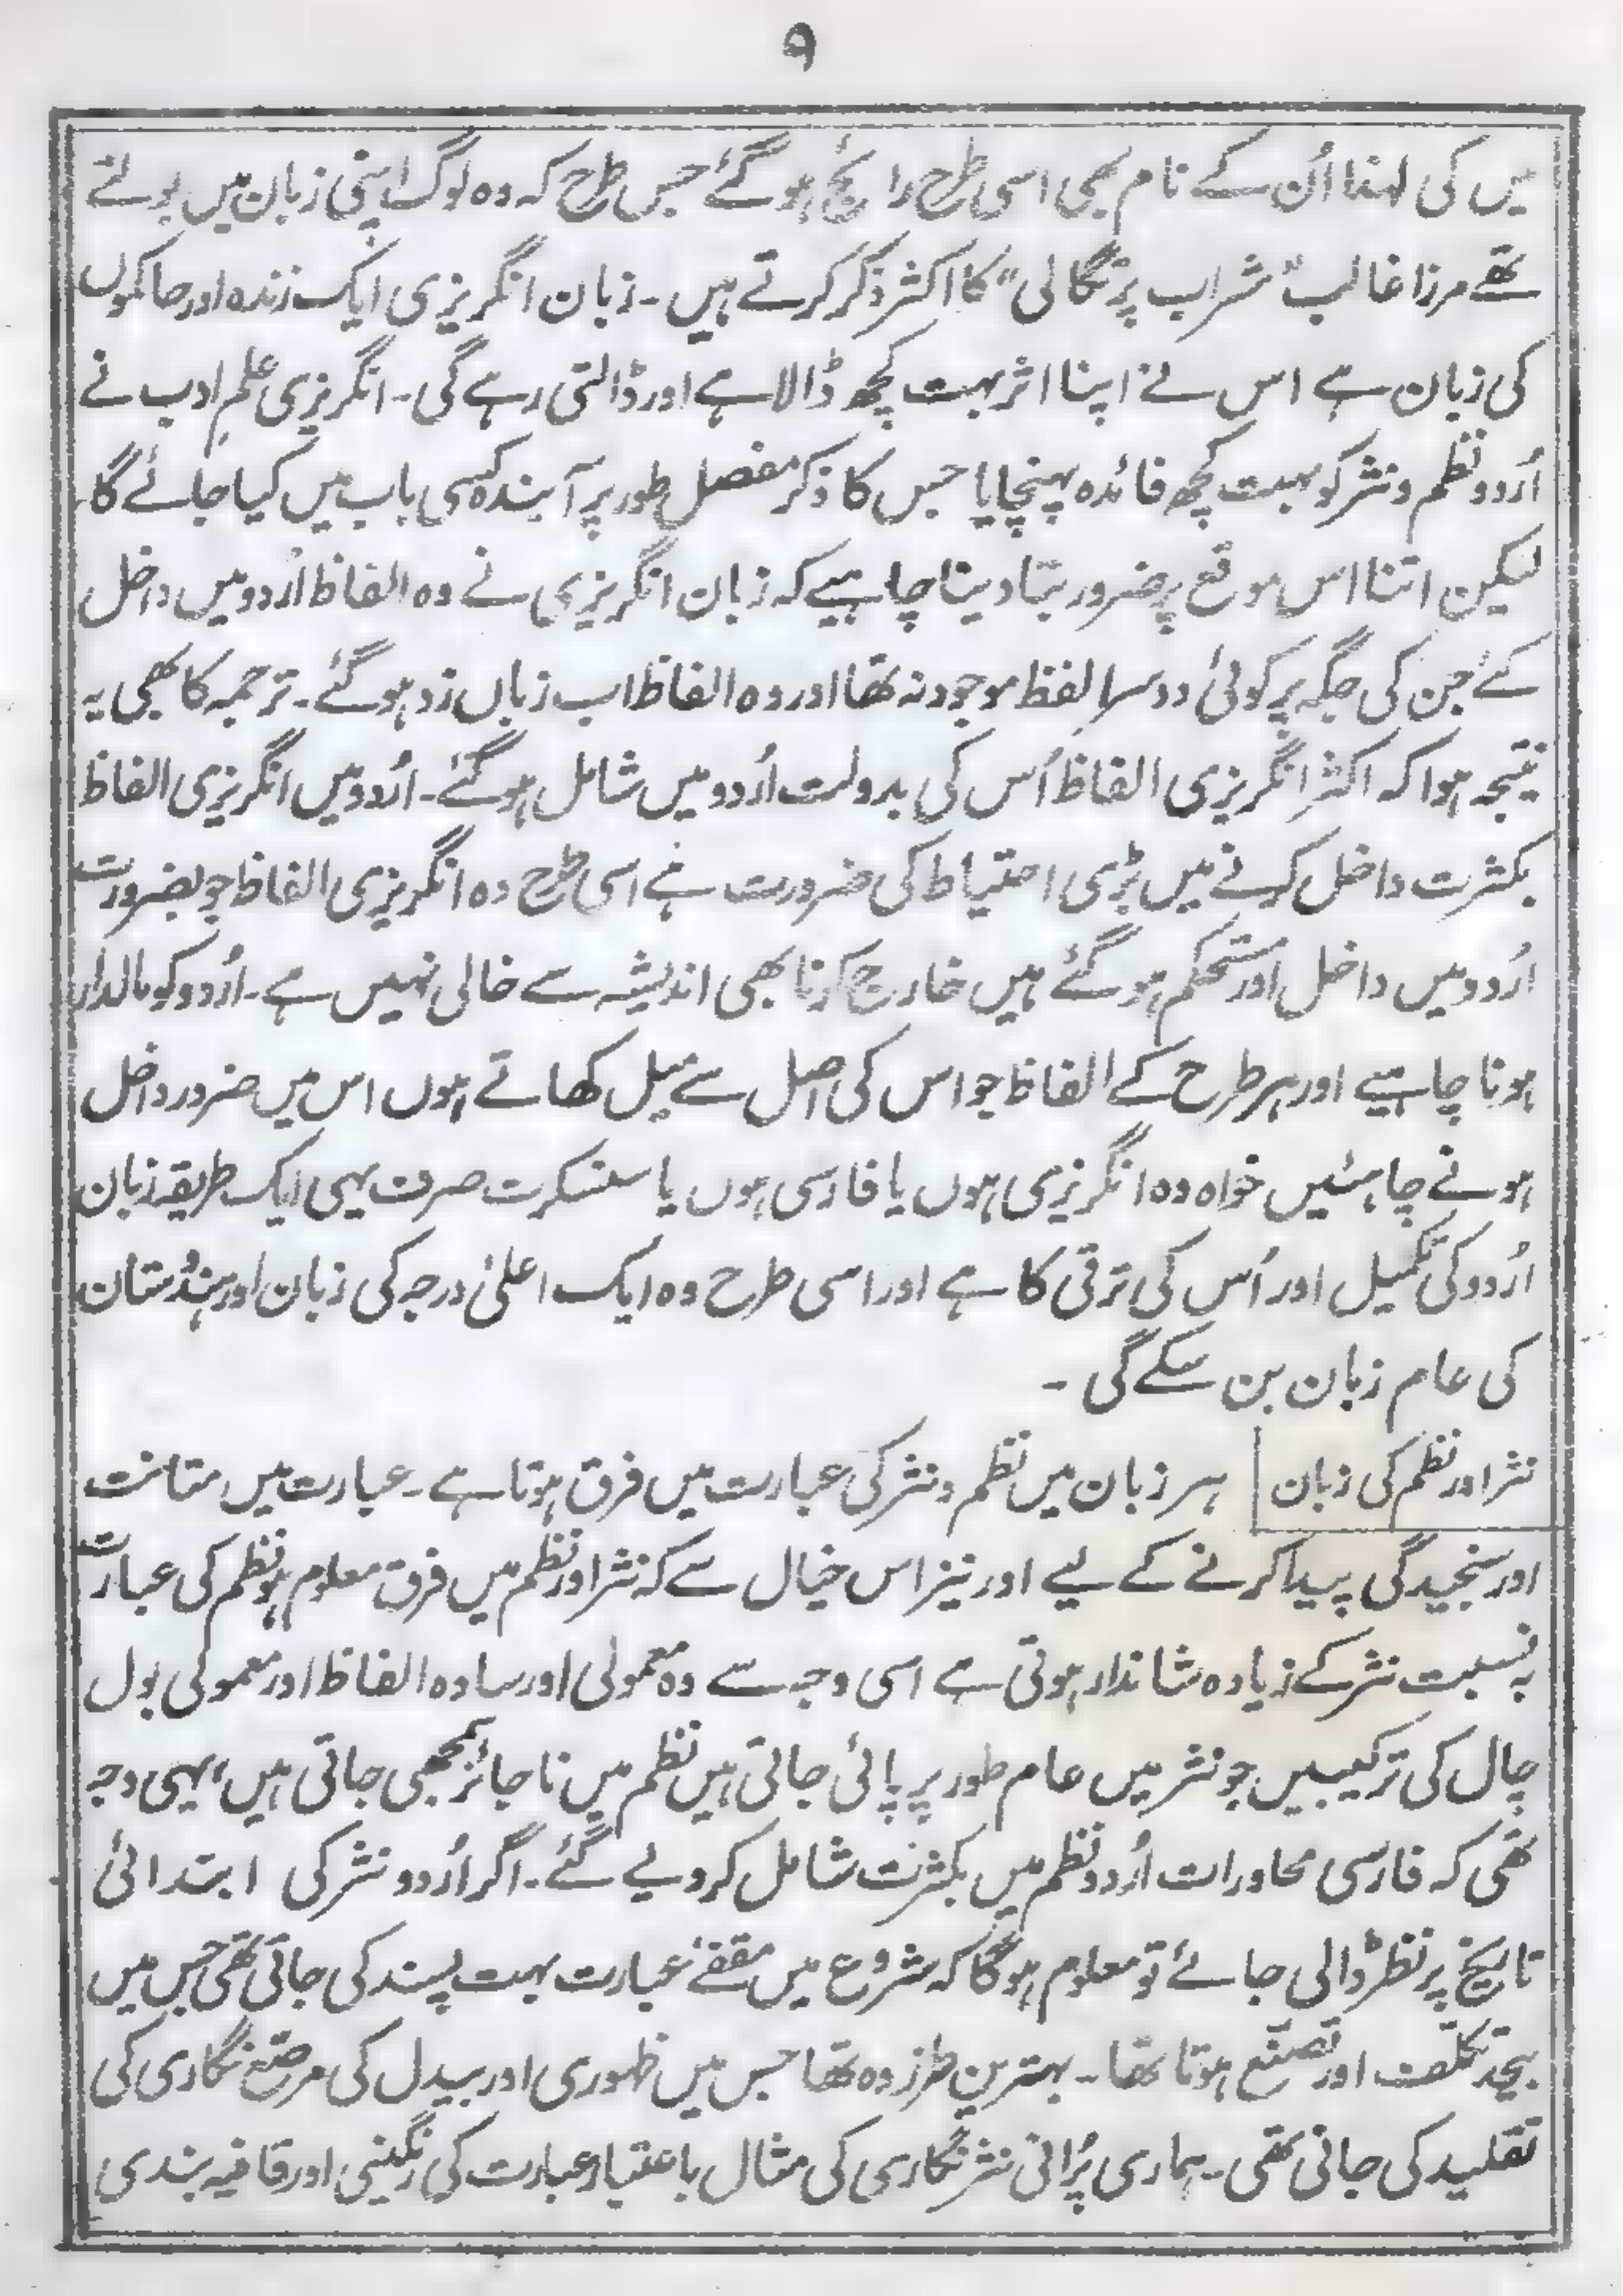 ۹
میں کی لہذا اُن کے نام بھی اسی طرح رائج ہوگئے جس طرح کہ وہ لوگ اپنی زبان میں بولتے
تھے مرزا غالب "شراب پرتگالی" کا اکثر ذکر کرتے ہیں ۔ زبان انگریزی ایک زندہ اور حاکموں
کی زبان ہے اس نے اپنا اثر بہت کچھ ڈالا ہے اور ڈالتی رہے گی ۔ انگریزی علم ادب نے
اُردو نظم و نثر کو بہت کچھ فائدہ پہنچایا جس کا ذکر مفصل طور پر آیندہ کسی باب میں کیا جائے گا
لیکن اتنا اس موقع پر ضرور بتا دینا چاہیے کہ زبان انگریزی نے وہ الفاظ اُردو میں داخل
کئے جن کی جگہ پر کوئی دوسرا لفظ موجود نہ تھا اور وہ الفاظ اب زباں زد ہوگئے ۔ ترجمہ کا بھی یہ
نتیجہ ہوا کہ اکثر انگریزی الفاظ اُس کی بدولت اُردو میں شامل ہوگئے ۔ اُردو میں انگریزی الفاظ
بکثرت داخل کرنے میں بڑی احتیاط کی ضرورت ہے اسی طرح وہ انگریزی الفاظ جو بضرورت
اُردو میں داخل اور مستحکم ہوگئے ہیں خارج کرنا بھی اندیشہ سے خالی نہیں ہے ۔ اُردو کو مالدار
ہونا چاہیے اور ہر طرح کے الفاظ جو اس کی اصل سے میل کھاتے ہوں اس میں ضرور داخل
ہونے چاہئیں خواہ وہ انگریزی ہوں یا فارسی ہوں یا سنسکرت صرف یہی ایک طریقہ زبان
اُردو کی تکمیل اور اُس کی ترقی کا ہے اور اسی طرح وہ ایک اعلیٰ درجہ کی زبان اور ہندُستان
کی عام زبان بن سکے گی ۔
نثر اور نظم کی زبان | ہر زبان میں نظم و نثر کی عبارت میں فرق ہوتا ہے ۔ عبارت میں متانت
اور سنجیدگی پیدا کرنے کے لیے اور نیز اس خیال سے کہ نثر اور نظم میں فرق معلوم ہو نظم کی عبارت
بہ نسبت نثر کے زیادہ شاندار ہوتی ہے اسی وجہ سے وہ معمولی اور سادہ الفاظ اور معمولی بول
چال کی ترکیبیں جو نثر میں عام طور پر پائی جاتی ہیں نظم میں ناجائز سمجھی جاتی ہیں، یہی وجہ
تھی کہ فارسی محاورات اُردو نظم میں بکثرت شامل کر دیے گئے ۔ اگر اُردو نثر کی ابتدائی
تاریخ پر نظر ڈالی جائے تو معلوم ہوگا کہ شروع میں مقفےٰ عبارت بہت پسند کی جاتی تھی جس میں
بیحد تکلّف اور تصنّع ہوتا تھا ۔ بہترین طرز وہ تھا جس میں ظہوری اور بیدل کی مرصّع نگاری کی
تقلید کی جاتی تھی ۔ ہماری پُرانی نثر نگاری کی مثال باعتبار عبارت کی رنگینی اور قافیہ بندی